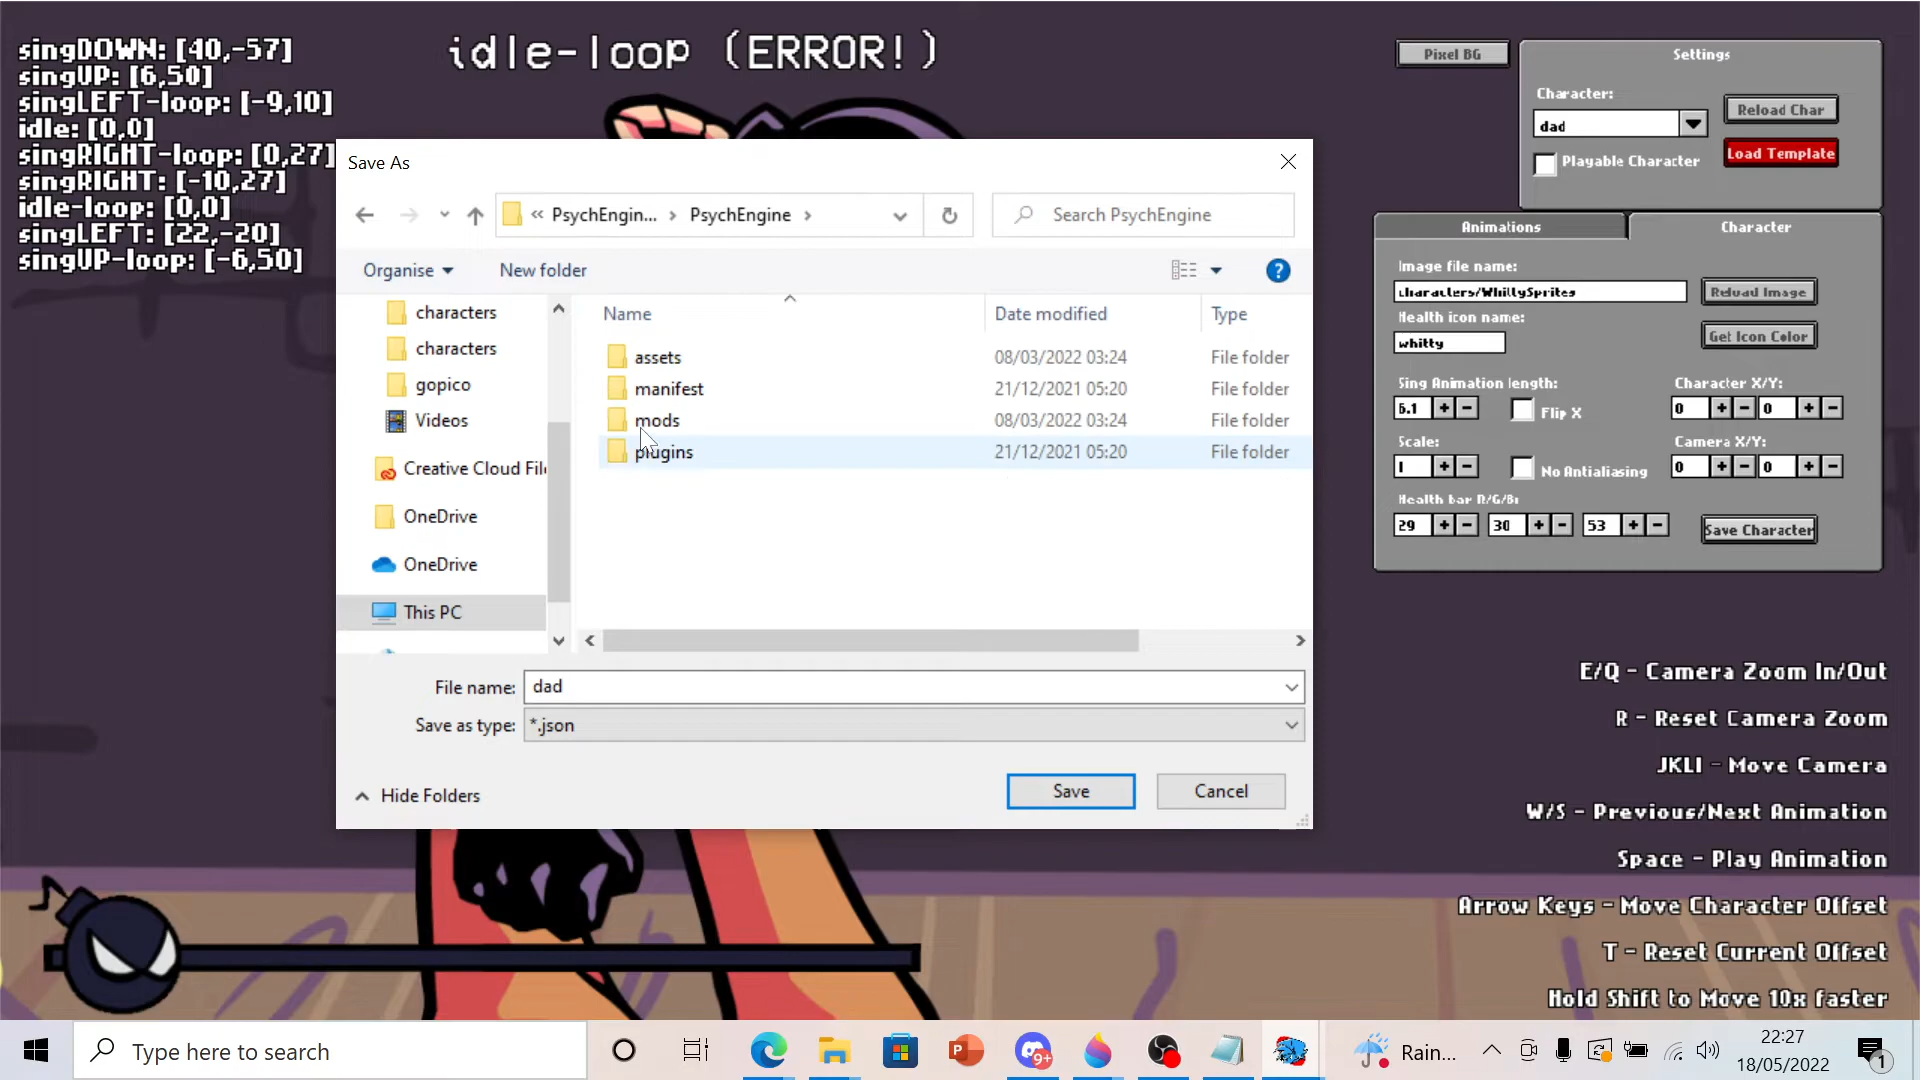 singDOWN: [40,-57]
singUP: [6,50]
singLEFT-loop: [-9,10]
idle: [0,0]
singRIGHT-loop: [0,27]
singRIGHT: [-10,27]
idle-loop: [0,0]
singLEFT: [22,-20]
singUP-loop: [-6,50]
idle-loop (ERROR!)
Pixel BG
Settings
Character:
dad
Reload Char
Playable Character
Load Template
Animations
Character
Image file name:
characters/WhittySprites
Reload Image
Health icon name:
whitty
Get Icon Color
Sing Animation length:
Character X/Y:
6.1 + -
Flip X
0 + - 0 + -
Scale:
Camera X/Y:
1 + -
No Antialiasing
0 + - 0 + -
Health bar R/G/B:
29 + - 30 + - 53 + -
Save Character
Save As
« PsychEngin... › PsychEngine ›
Search PsychEngine
Organise
New folder
?
characters
characters
gopico
Videos
Creative Cloud File
OneDrive
OneDrive
This PC
Name Date modified Type
assets 08/03/2022 03:24 File folder
manifest 21/12/2021 05:20 File folder
mods 08/03/2022 03:24 File folder
plugins 21/12/2021 05:20 File folder
File name: dad
Save as type: *.json
Hide Folders
Save
Cancel
E/Q - Camera Zoom In/Out
R - Reset Camera Zoom
JKLI - Move Camera
W/S - Previous/Next Animation
Space - Play Animation
Arrow Keys - Move Character Offset
T - Reset Current Offset
Hold Shift to Move 10x faster
Type here to search
P
9+
Rain...
22:27
18/05/2022
1